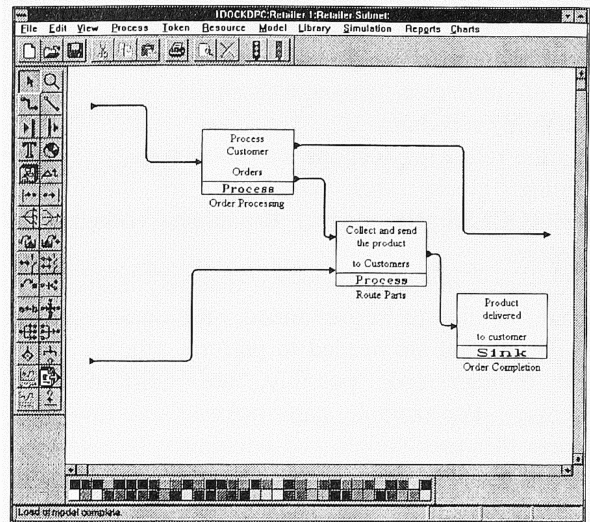 !DOCKDPC:Retailer 1:Retailer Subnet:
File Edit View Process Token Resource Model Library Simulation Reports Charts
Process
Customer
Orders
Process
Order Processing
Collect and send
the product
to Customers
Process
Route Parts
Product
delivered
to customer
Sink
Order Completion
Load of model complete.